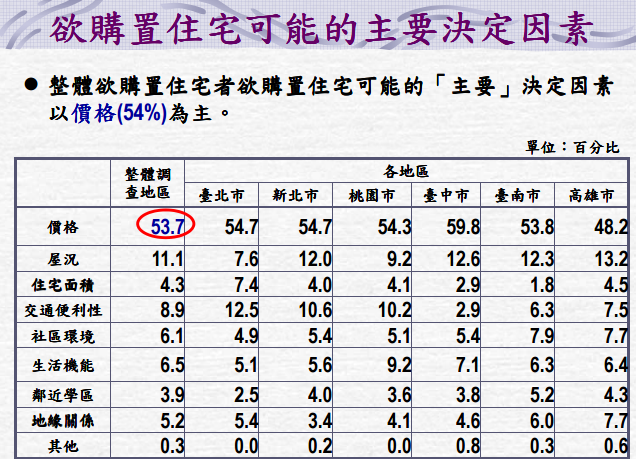 欲購置住宅可能的主要決定因素
● 整體欲購置住宅者欲購置住宅可能的「主要」決定因素
以價格(54%)為主。
單位：百分比
整體調查地區 各地區
臺北市 新北市 桃園市 臺中市 臺南市 高雄市
價格 53.7 54.7 54.7 54.3 59.8 53.8 48.2
屋況 11.1 7.6 12.0 9.2 12.6 12.3 13.2
住宅面積 4.3 7.4 4.0 4.1 2.9 1.8 4.5
交通便利性 8.9 12.5 10.6 10.2 2.9 6.3 7.5
社區環境 6.1 4.9 5.4 5.1 5.4 7.9 7.7
生活機能 6.5 5.1 5.6 9.2 7.1 6.3 6.4
鄰近學區 3.9 2.5 4.0 3.6 3.8 5.2 4.3
地緣關係 5.2 5.4 3.4 4.1 4.6 6.0 7.7
其他 0.3 0.0 0.2 0.0 0.8 0.3 0.6